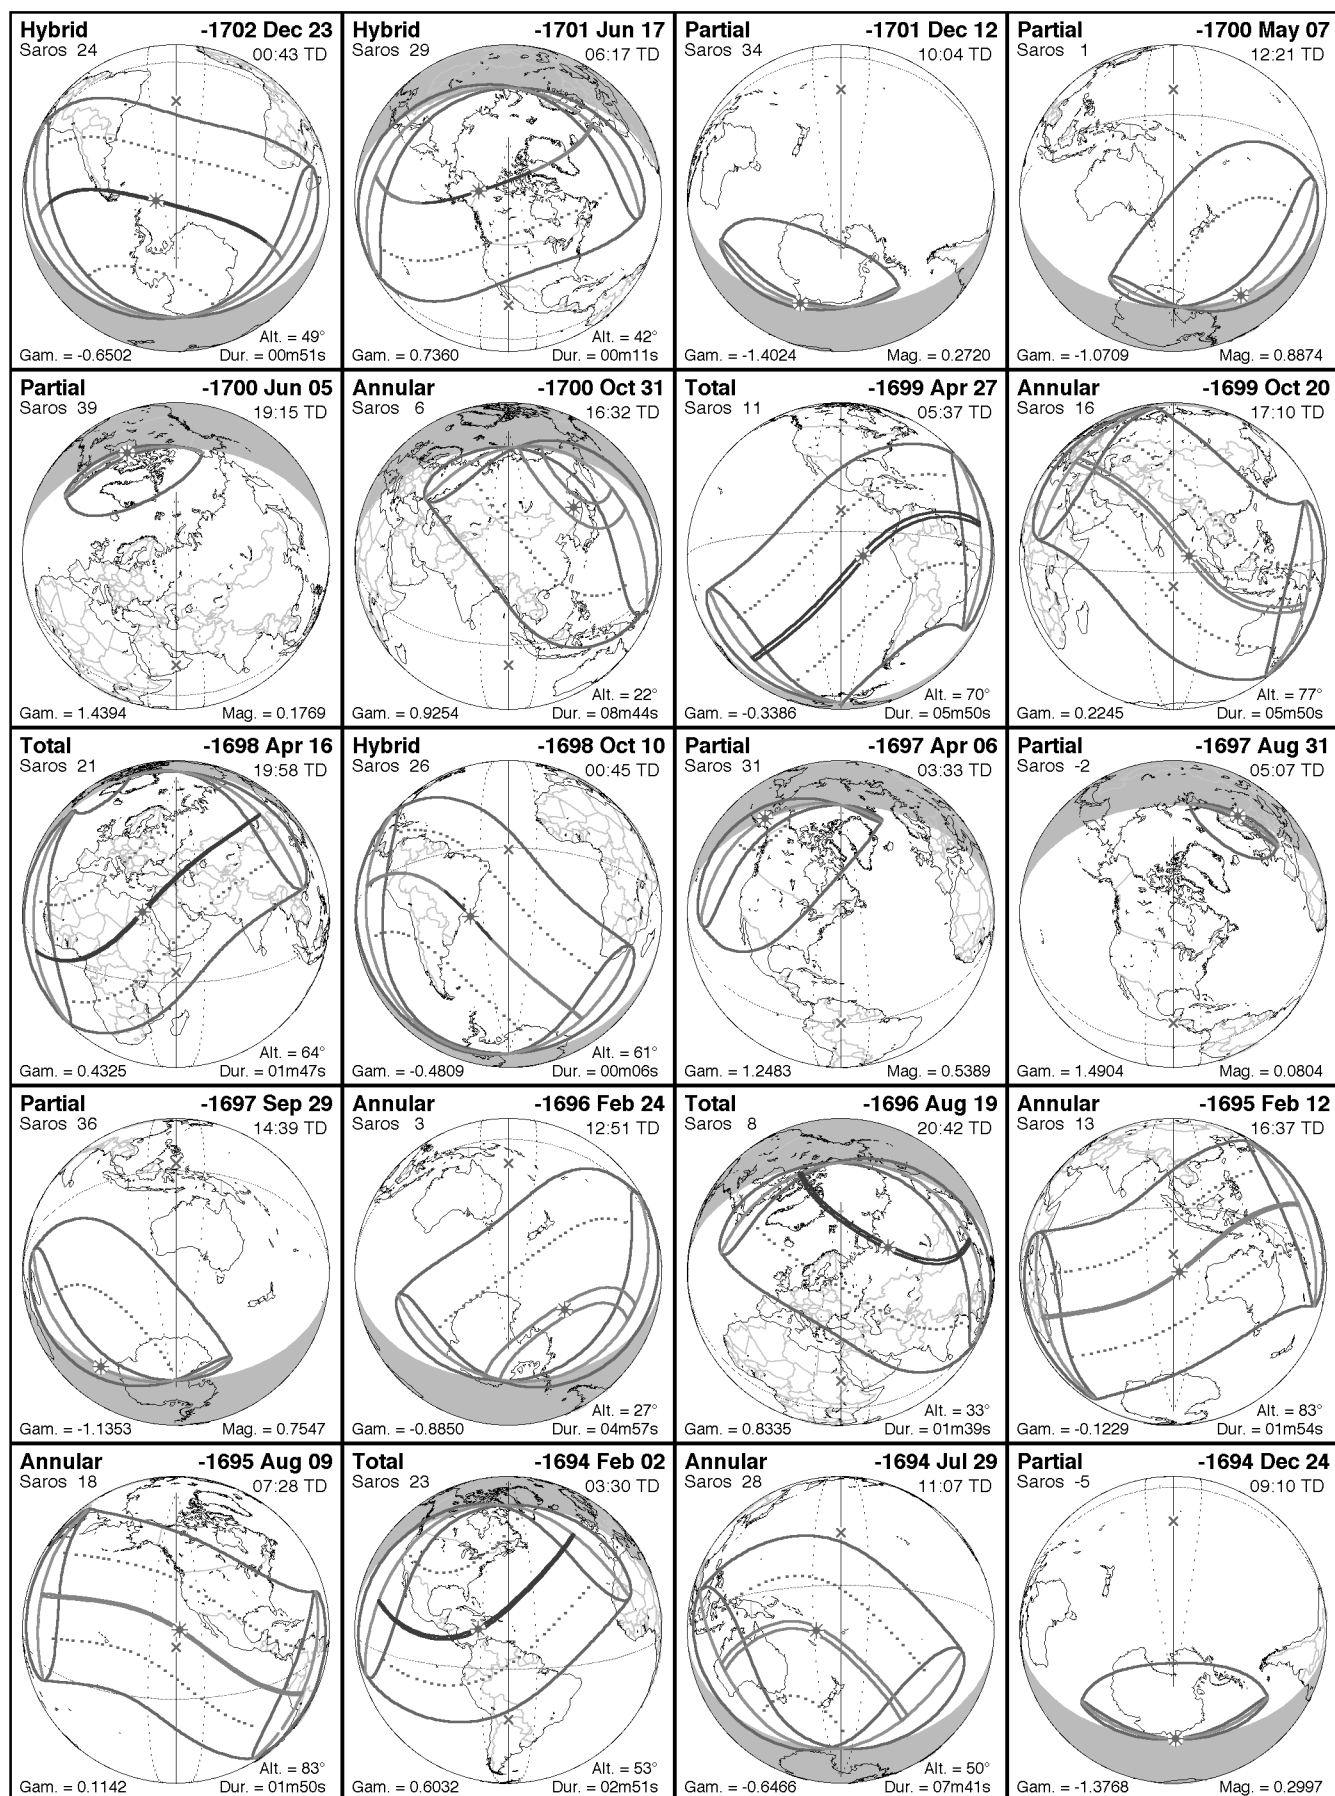 Hybrid -1702 Dec 23
Saros 24 00:43 TD
Alt. = 49°
Gam. = -0.6502 Dur. = 00m51s
Hybrid -1701 Jun 17
Saros 29 06:17 TD
Alt. = 42°
Gam. = 0.7360 Dur. = 00m11s
Partial -1701 Dec 12
Saros 34 10:04 TD
Gam. = -1.4024 Mag. = 0.2720
Partial -1700 May 07
Saros 1 12:21 TD
Gam. = -1.0709 Mag. = 0.8874
Partial -1700 Jun 05
Saros 39 19:15 TD
Gam. = 1.4394 Mag. = 0.1769
Annular -1700 Oct 31
Saros 6 16:32 TD
Alt. = 22°
Gam. = 0.9254 Dur. = 08m44s
Total -1699 Apr 27
Saros 11 05:37 TD
Alt. = 70°
Gam. = -0.3386 Dur. = 05m50s
Annular -1699 Oct 20
Saros 16 17:10 TD
Alt. = 77°
Gam. = 0.2245 Dur. = 05m50s
Total -1698 Apr 16
Saros 21 19:58 TD
Alt. = 64°
Gam. = 0.4325 Dur. = 01m47s
Hybrid -1698 Oct 10
Saros 26 00:45 TD
Alt. = 61°
Gam. = -0.4809 Dur. = 00m06s
Partial -1697 Apr 06
Saros 31 03:33 TD
Gam. = 1.2483 Mag. = 0.5389
Partial -1697 Aug 31
Saros -2 05:07 TD
Gam. = 1.4904 Mag. = 0.0804
Partial -1697 Sep 29
Saros 36 14:39 TD
Gam. = -1.1353 Mag. = 0.7547
Annular -1696 Feb 24
Saros 3 12:51 TD
Alt. = 27°
Gam. = -0.8850 Dur. = 04m57s
Total -1696 Aug 19
Saros 8 20:42 TD
Alt. = 33°
Gam. = 0.8335 Dur. = 01m39s
Annular -1695 Feb 12
Saros 13 16:37 TD
Alt. = 83°
Gam. = -0.1229 Dur. = 01m54s
Annular -1695 Aug 09
Saros 18 07:28 TD
Alt. = 83°
Gam. = 0.1142 Dur. = 01m50s
Total -1694 Feb 02
Saros 23 03:30 TD
Alt. = 53°
Gam. = 0.6032 Dur. = 02m51s
Annular -1694 Jul 29
Saros 28 11:07 TD
Alt. = 50°
Gam. = -0.6466 Dur. = 07m41s
Partial -1694 Dec 24
Saros -5 09:10 TD
Gam. = -1.3768 Mag. = 0.2997